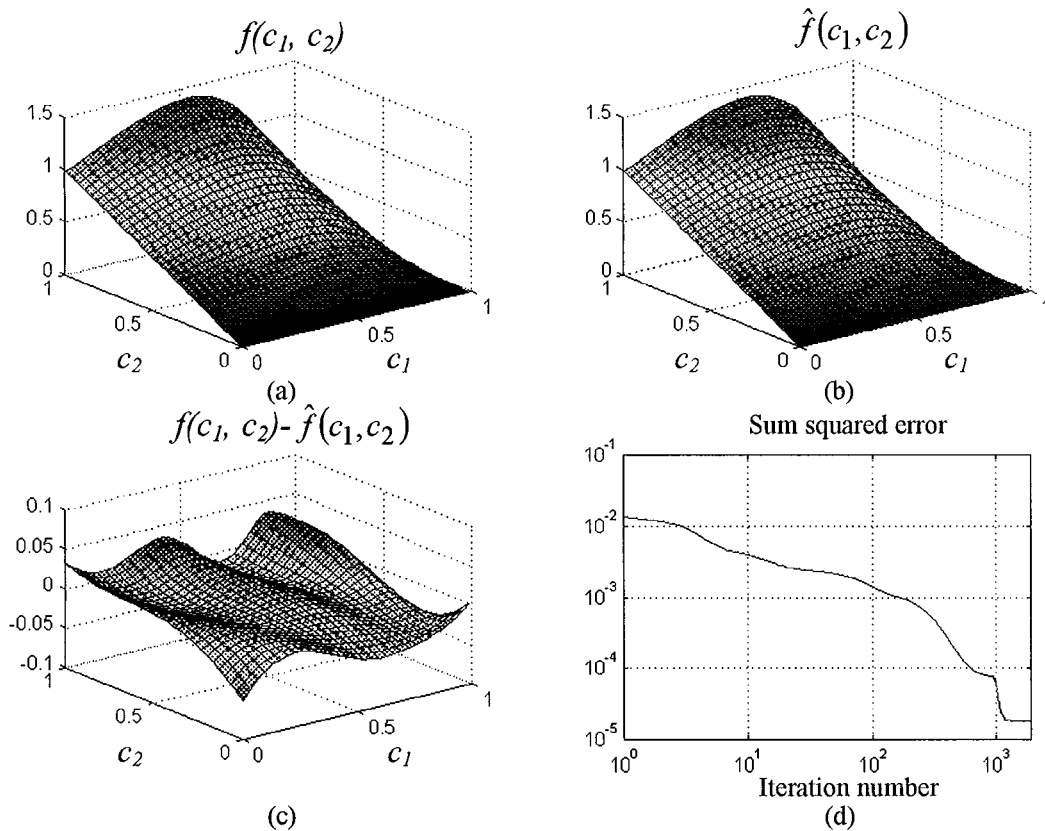 f(c1, c2)
1.5
1
0.5
0
1
0.5
0
c2
0
0.5
1
c1
(a)
f̂(c1,c2)
1.5
1
0.5
0
1
0.5
0
c2
0
0.5
c1
(b)
f(c1, c2)- f̂(c1,c2)
0.1
0.05
0
-0.05
-0.1
1
0.5
0
c2
0
0.5
1
c1
(c)
Sum squared error
10^-1
10^-2
10^-3
10^-4
10^-5
10^0
10^1
10^2
10^3
Iteration number
(d)